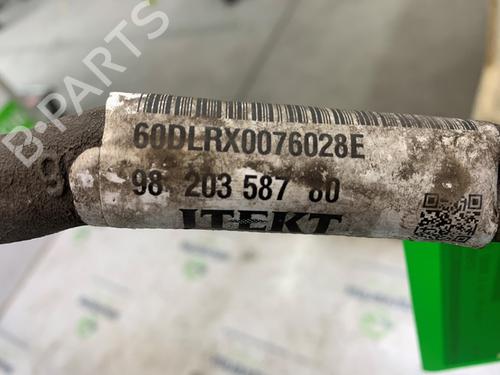 B-PARTS
60DLRX0076028E
98 203 587 80
JTEKT